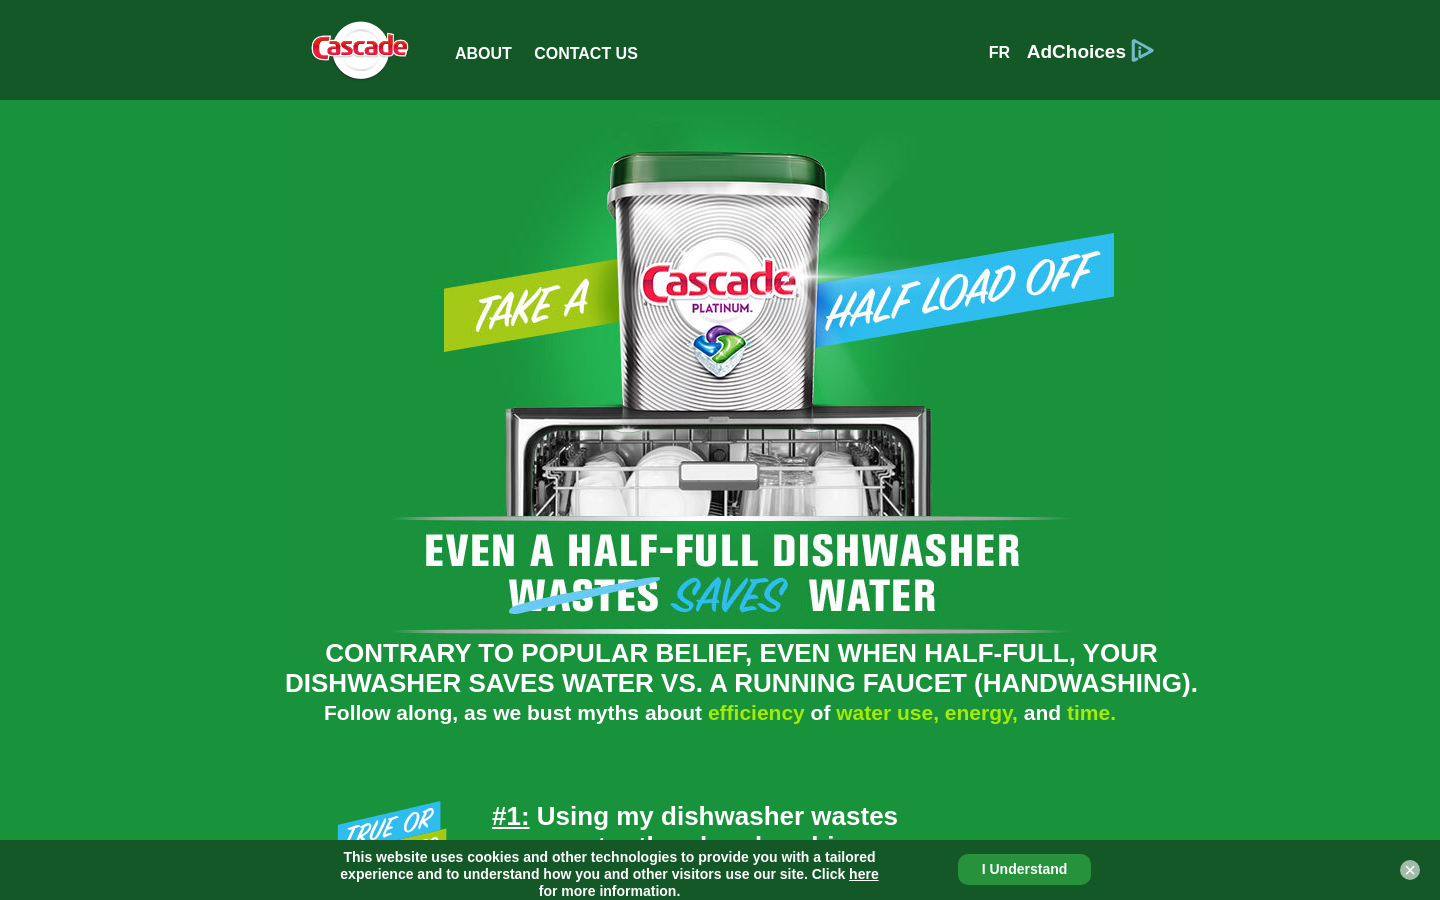 Cascade
ABOUT
CONTACT US
FR
AdChoices
TAKE A
Cascade
PLATINUM.
HALF LOAD OFF
EVEN A HALF-FULL DISHWASHER
WASTES SAVES WATER
CONTRARY TO POPULAR BELIEF, EVEN WHEN HALF-FULL, YOUR
DISHWASHER SAVES WATER VS. A RUNNING FAUCET (HANDWASHING).
Follow along, as we bust myths about efficiency of water use, energy, and time.
TRUE OR
#1: Using my dishwasher wastes
This website uses cookies and other technologies to provide you with a tailored
experience and to understand how you and other visitors use our site. Click here
for more information.
I Understand